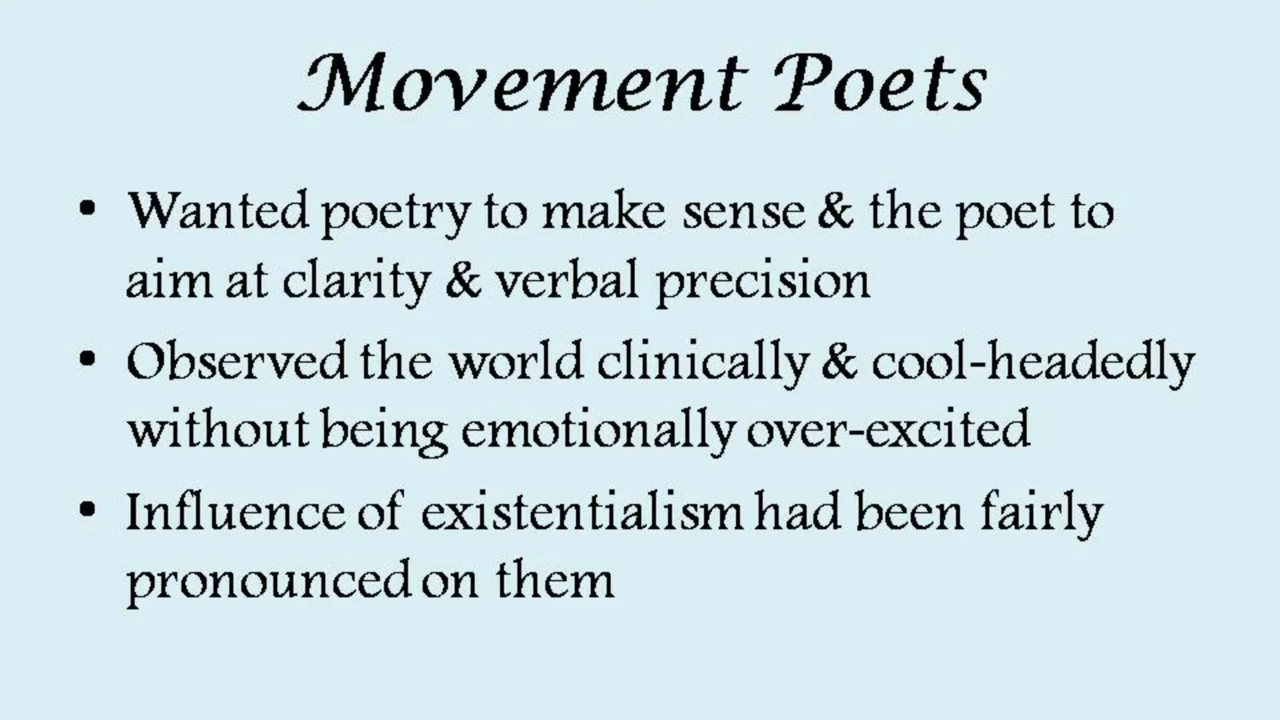 Movement Poets
• Wanted poetry to make sense & the poet to
aim at clarity & verbal precision
• Observed the world clinically & cool-headedly
without being emotionally over-excited
• Influence of existentialism had been fairly
pronounced on them